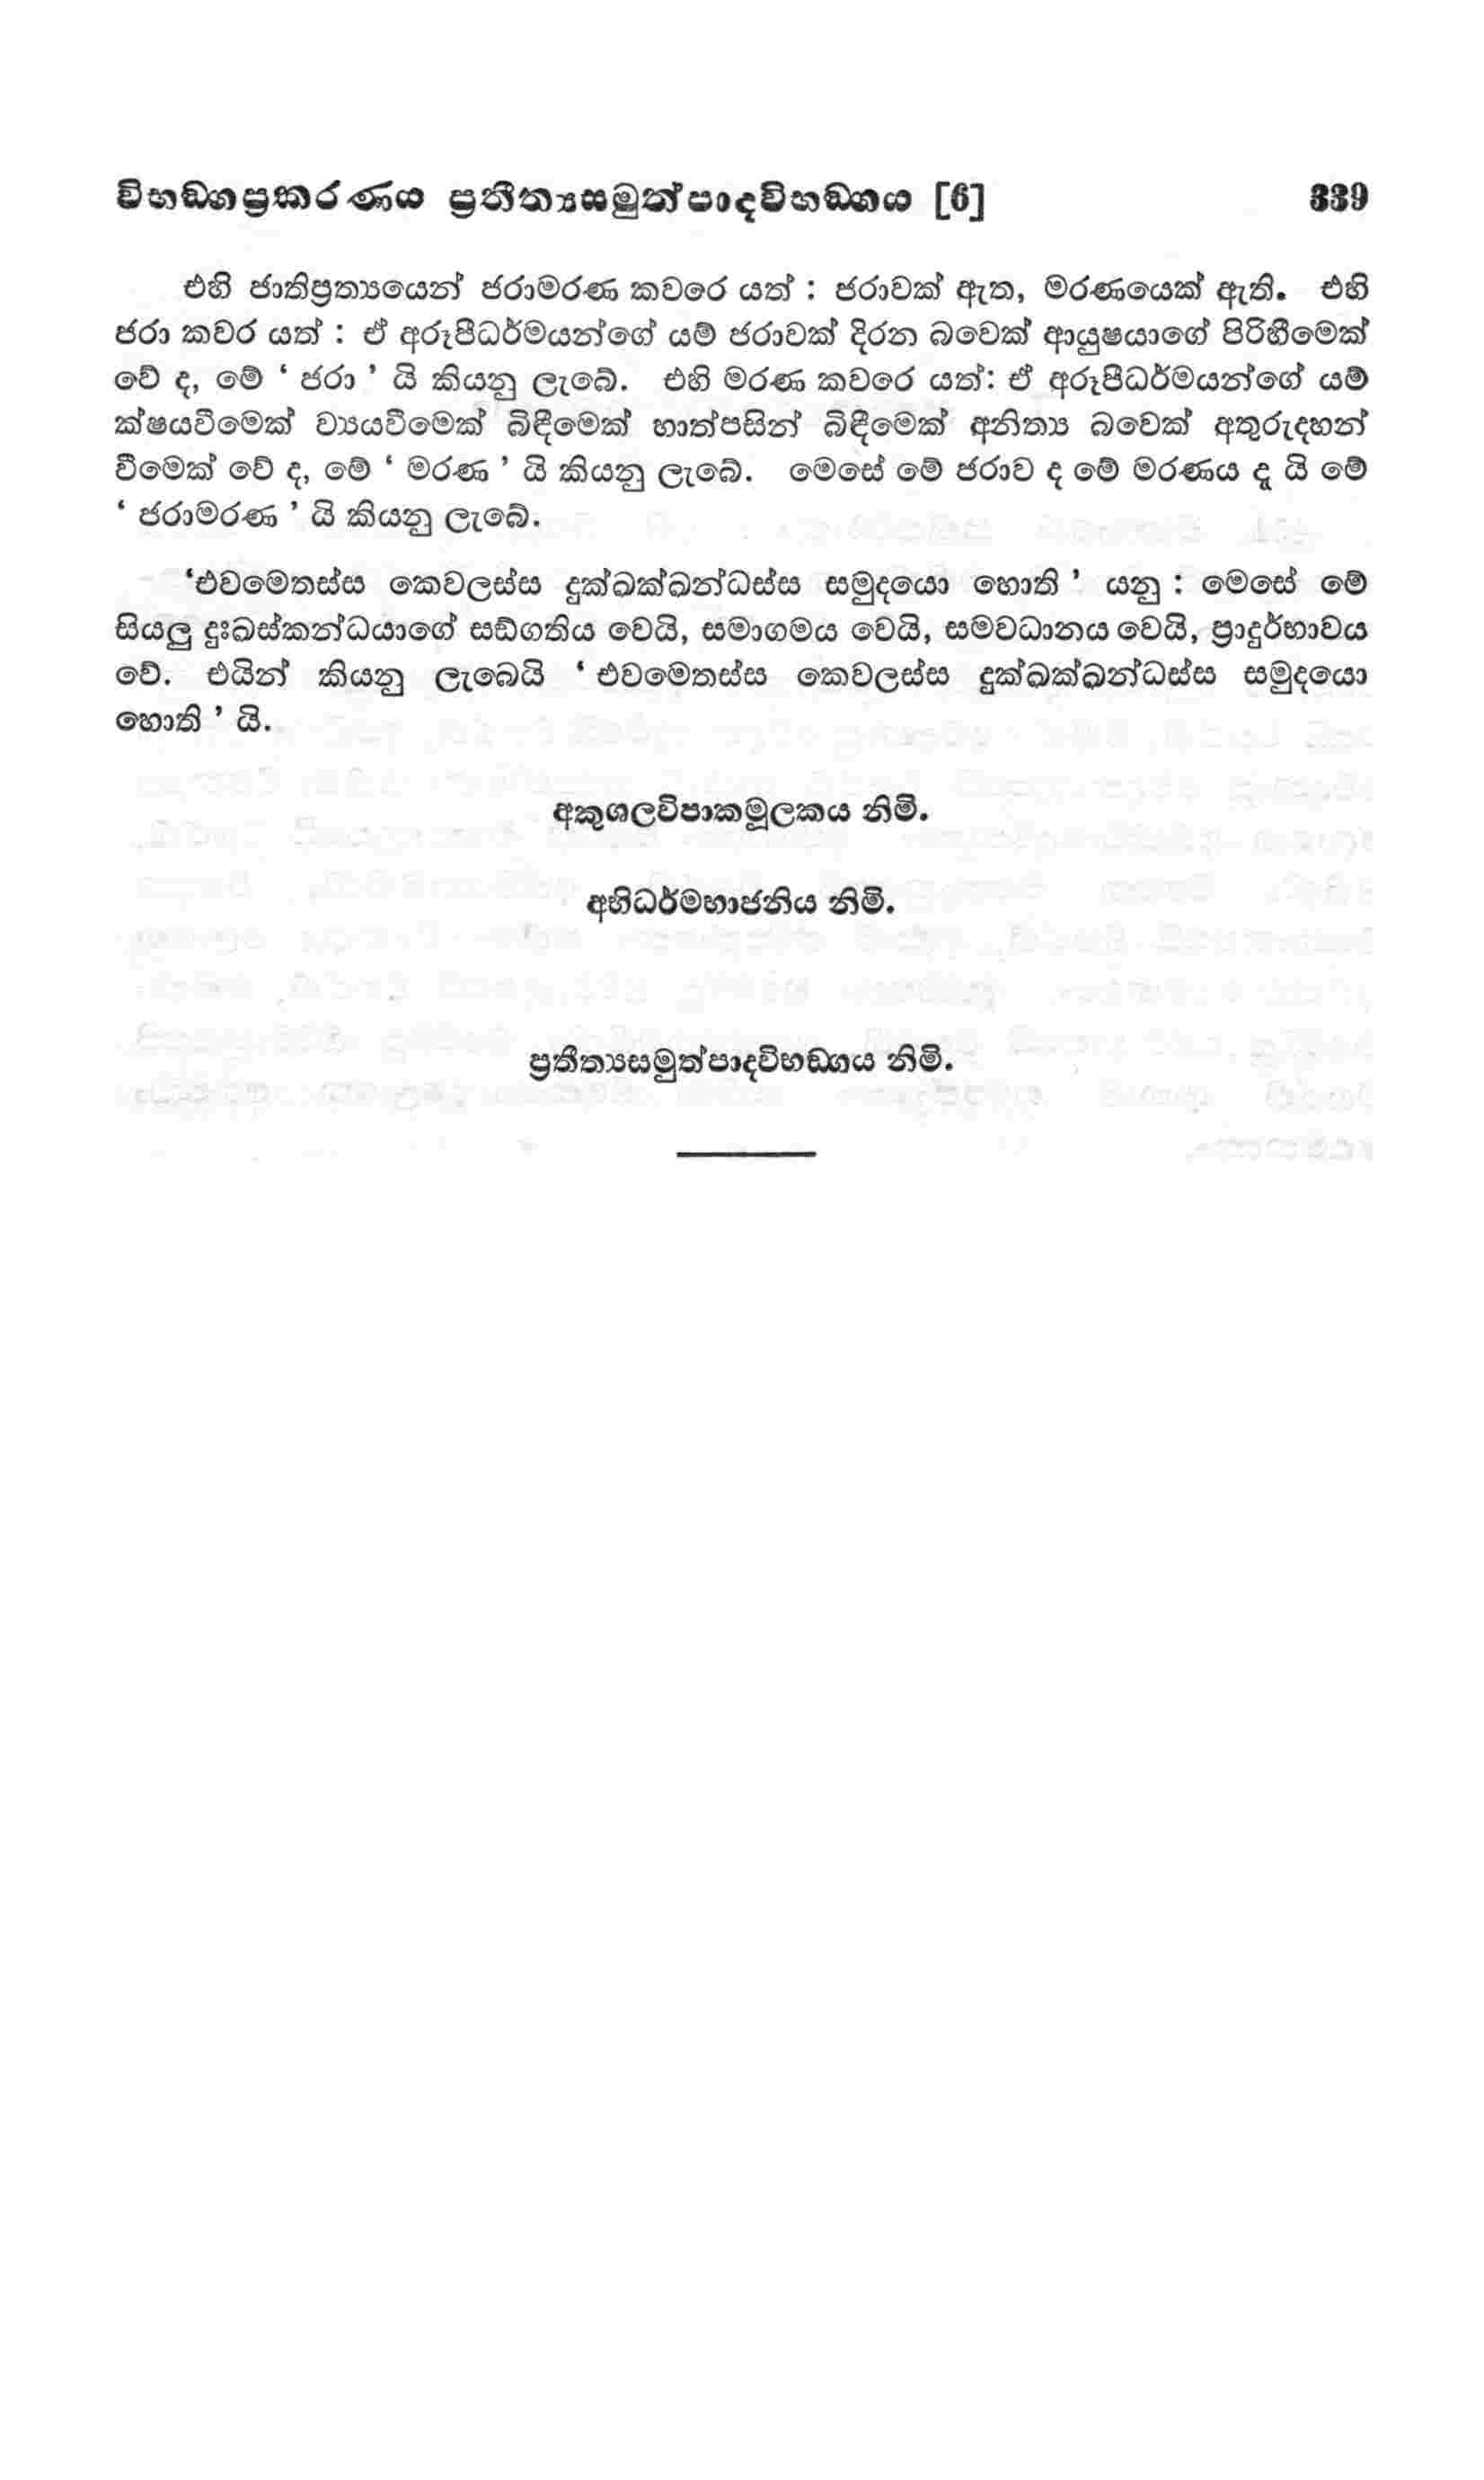 විභඞ්ගප්‍රකරණය ප්‍රතීත්‍යසමුත්පාදවිභඞ්ගය [6] 339
එහි ජාතිප්‍රත්‍යයෙන් ජරාමරණ කවරෙ යත් : ජරාවක් ඇත, මරණයෙක් ඇති. එහි
ජරා කවර යත් : ඒ අරූපීධර්මයන්ගේ යම් ජරාවක් දිරන බවෙක් ආයුෂයාගේ පිරිහීමෙක්
වේ ද, මේ ‘ ජරා ’ යි කියනු ලැබේ. එහි මරණ කවරෙ යත්: ඒ අරූපීධර්මයන්ගේ යම්
ක්ෂයවීමෙක් ව්‍යයවීමෙක් බිඳීමෙක් හාත්පසින් බිඳීමෙක් අනිත්‍ය බවෙක් අතුරුදහන්
වීමෙක් වේ ද, මේ ‘ මරණ ’ යි කියනු ලැබේ. මෙසේ මේ ජරාව ද මේ මරණය දැ යි මේ
‘ ජරාමරණ ’ යි කියනු ලැබේ.
‘එවමෙතස්ස කෙවලස්ස දුක්ඛක්ඛන්ධස්ස සමුදයො හොති ’ යනු : මෙසේ මේ
සියලු දුඃඛස්කන්ධයාගේ සඬ්ගතිය වෙයි, සමාගමය වෙයි, සමවධානය වෙයි, ප්‍රාදුර්භාවය
වේ. එයින් කියනු ලැබෙයි ‘ එවමෙතස්ස කෙවලස්ස දුක්ඛක්ඛන්ධස්ස සමුදයො
හොති ’ යි.
අකුශලවිපාකමූලකය නිමි.
අභිධර්මභාජනිය නිමි.
ප්‍රතීත්‍යසමුත්පාදවිභඞ්ගය නිමි.